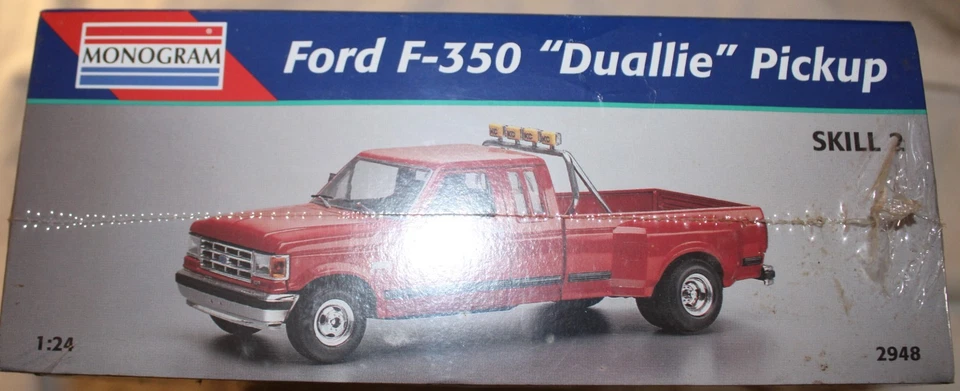 MONOGRAM
Ford F-350 "Duallie" Pickup
SKILL 2
1:24
2948